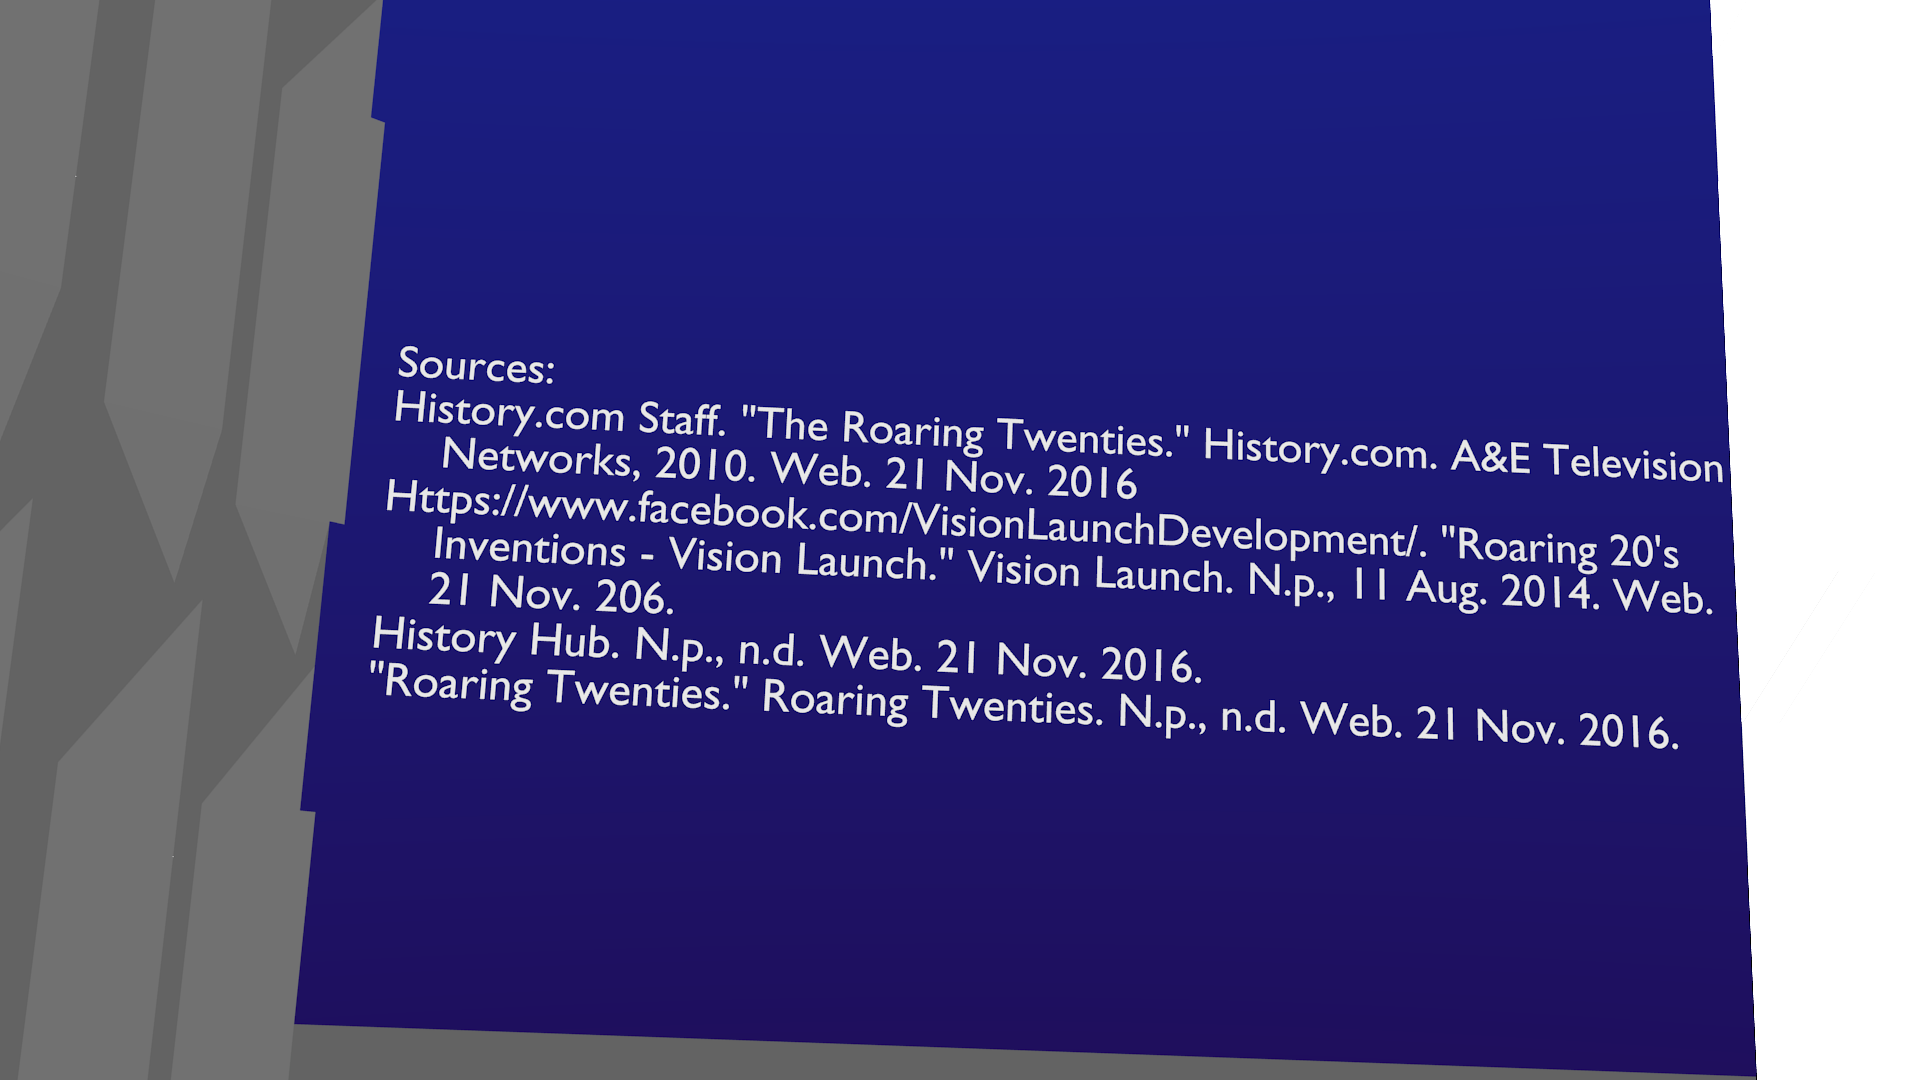 Sources:
History.com Staff. "The Roaring Twenties." History.com. A&E Television
Networks, 2010. Web. 21 Nov. 2016
Https://www.facebook.com/VisionLaunchDevelopment/. "Roaring 20's
Inventions - Vision Launch." Vision Launch. N.p., 11 Aug. 2014. Web.
21 Nov. 206.
History Hub. N.p., n.d. Web. 21 Nov. 2016.
"Roaring Twenties." Roaring Twenties. N.p., n.d. Web. 21 Nov. 2016.